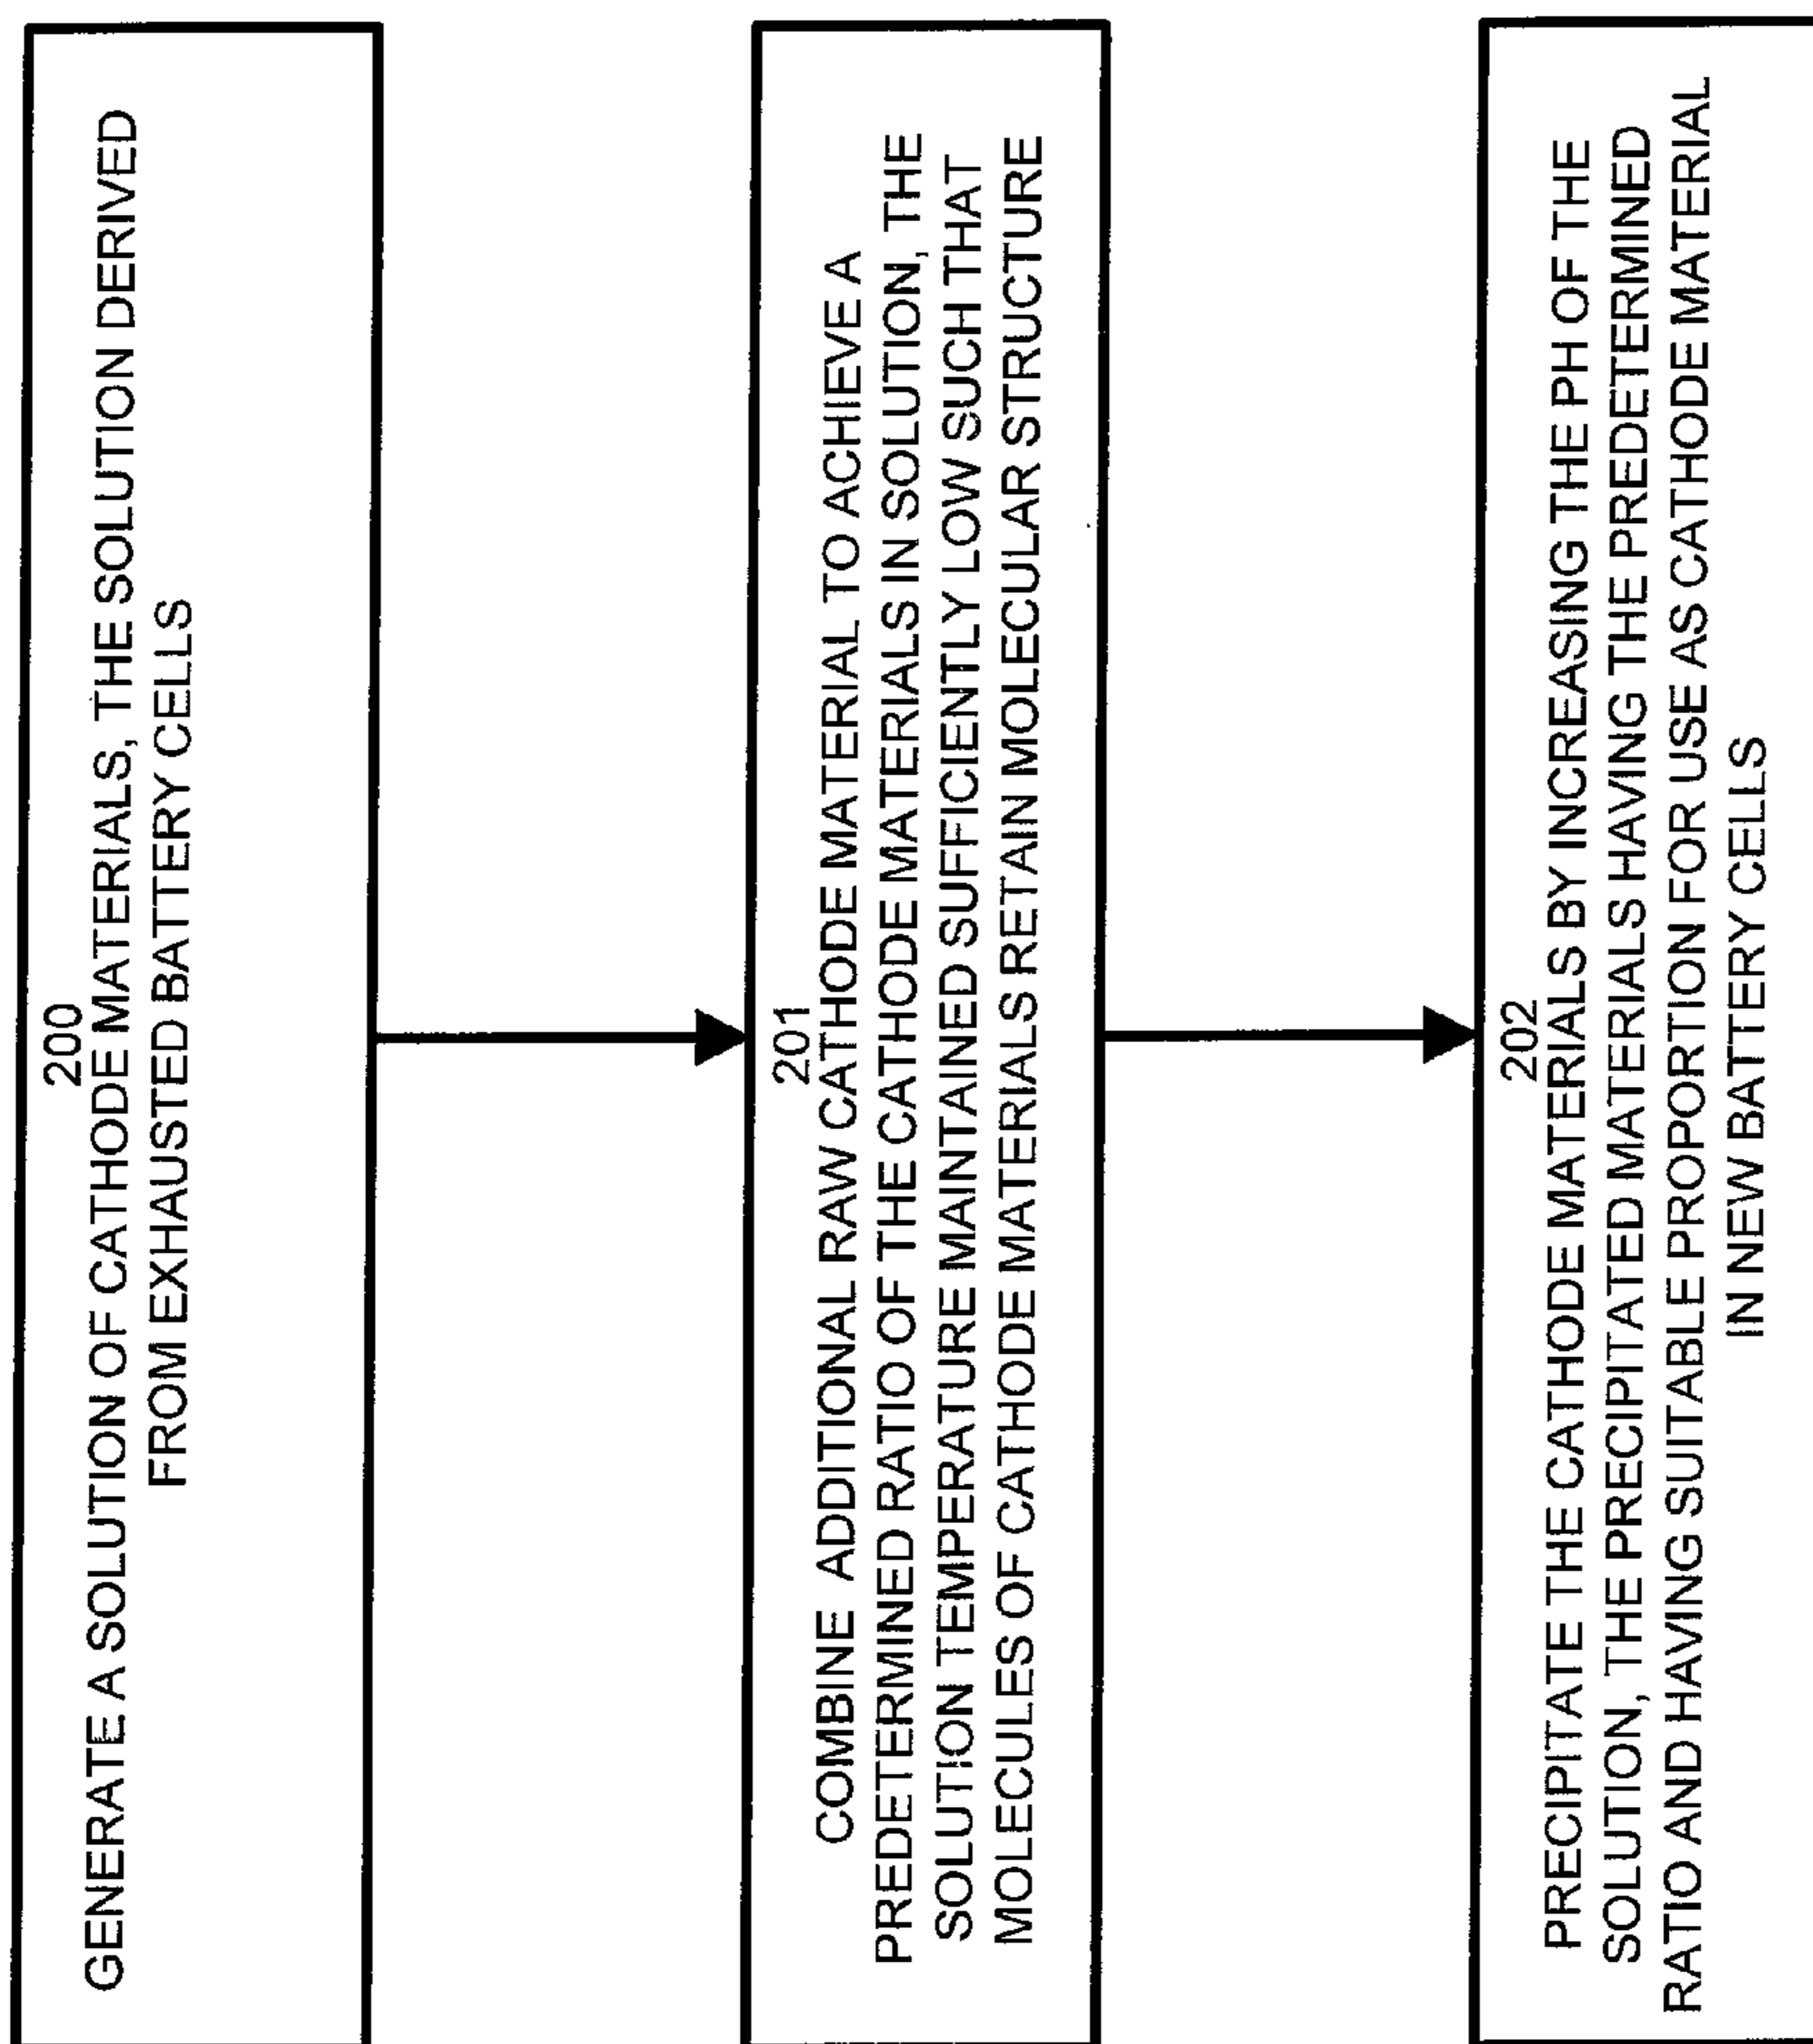 200
GENERATE A SOLUTION OF CATHODE MATERIALS, THE SOLUTION DERIVED
FROM EXHAUSTED BATTERY CELLS
201
COMBINE ADDITIONAL RAW CATHODE MATERIAL TO ACHIEVE A
PREDETERMINED RATIO OF THE CATHODE MATERIALS IN SOLUTION, THE
SOLUTION TEMPERATURE MAINTAINED SUFFICIENTLY LOW SUCH THAT
MOLECULES OF CATHODE MATERIALS RETAIN MOLECULAR STRUCTURE
202
PRECIPITATE THE CATHODE MATERIALS BY INCREASING THE PH OF THE
SOLUTION, THE PRECIPITATED MATERIALS HAVING THE PREDETERMINED
RATIO AND HAVING SUITABLE PROPORTION FOR USE AS CATHODE MATERIAL
IN NEW BATTERY CELLS